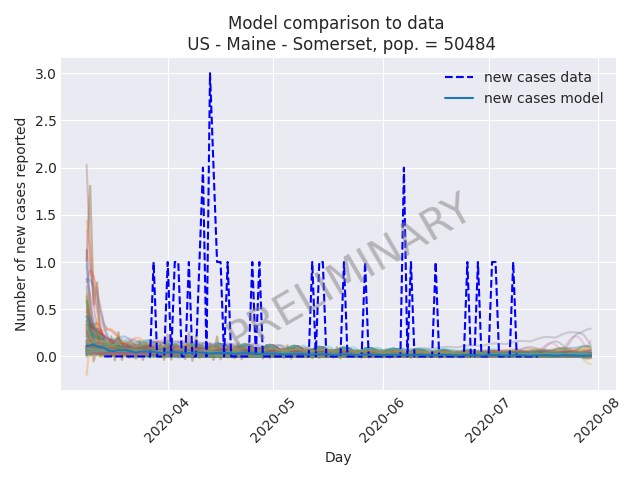 Model comparison to data
US - Maine - Somerset, pop. = 50484
new cases data
new cases model
Number of new cases reported
3.0
2.5
2.0
1.5
1.0
0.5
0.0
PRELIMINARY
2020-04
2020-05
2020-06
2020-07
2020-08
Day